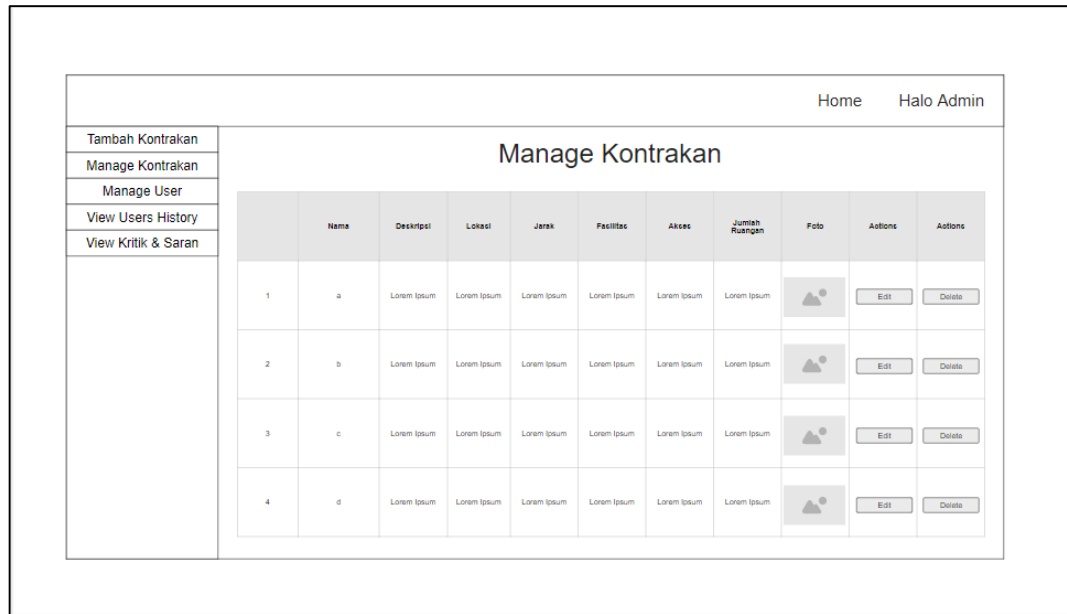 Home Halo Admin
Tambah Kontrakan
Manage Kontrakan
Manage User
View Users History
View Kritik & Saran
Manage Kontrakan
Nama Deskripsi Lokasi Jarak Fasilitas Akses Jumlah Ruangan Foto Actions Actions
1 a Lorem Ipsum Lorem Ipsum Lorem Ipsum Lorem Ipsum Lorem Ipsum Lorem Ipsum Edit Delete
2 b Lorem Ipsum Lorem Ipsum Lorem Ipsum Lorem Ipsum Lorem Ipsum Lorem Ipsum Edit Delete
3 c Lorem Ipsum Lorem Ipsum Lorem Ipsum Lorem Ipsum Lorem Ipsum Lorem Ipsum Edit Delete
4 d Lorem Ipsum Lorem Ipsum Lorem Ipsum Lorem Ipsum Lorem Ipsum Lorem Ipsum Edit Delete